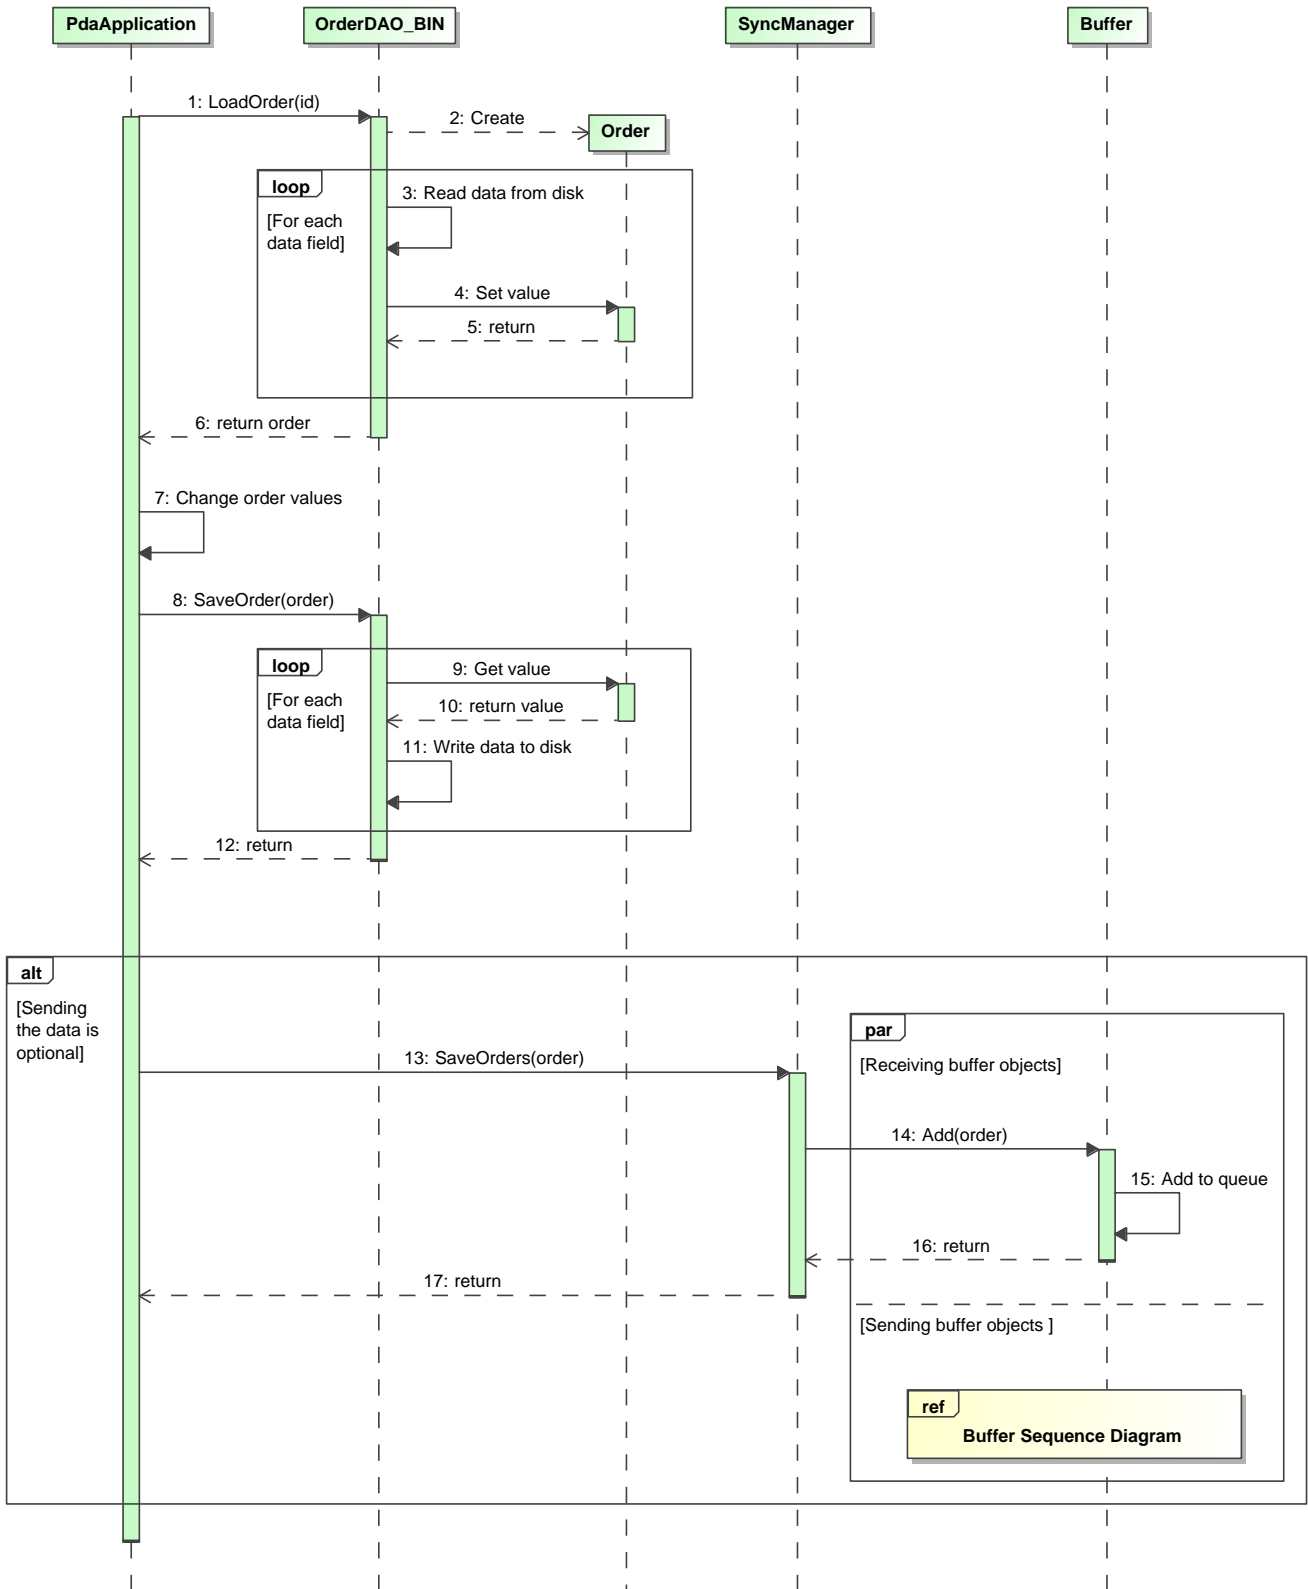 PdaApplication
OrderDAO_BIN
SyncManager
Buffer
1: LoadOrder(id)
2: Create
Order
loop
[For each
data field]
3: Read data from disk
4: Set value
5: return
6: return order
7: Change order values
8: SaveOrder(order)
loop
[For each
data field]
9: Get value
10: return value
11: Write data to disk
12: return
alt
[Sending
the data is
optional]
par
[Receiving buffer objects]
13: SaveOrders(order)
14: Add(order)
15: Add to queue
16: return
17: return
[Sending buffer objects ]
ref
Buffer Sequence Diagram